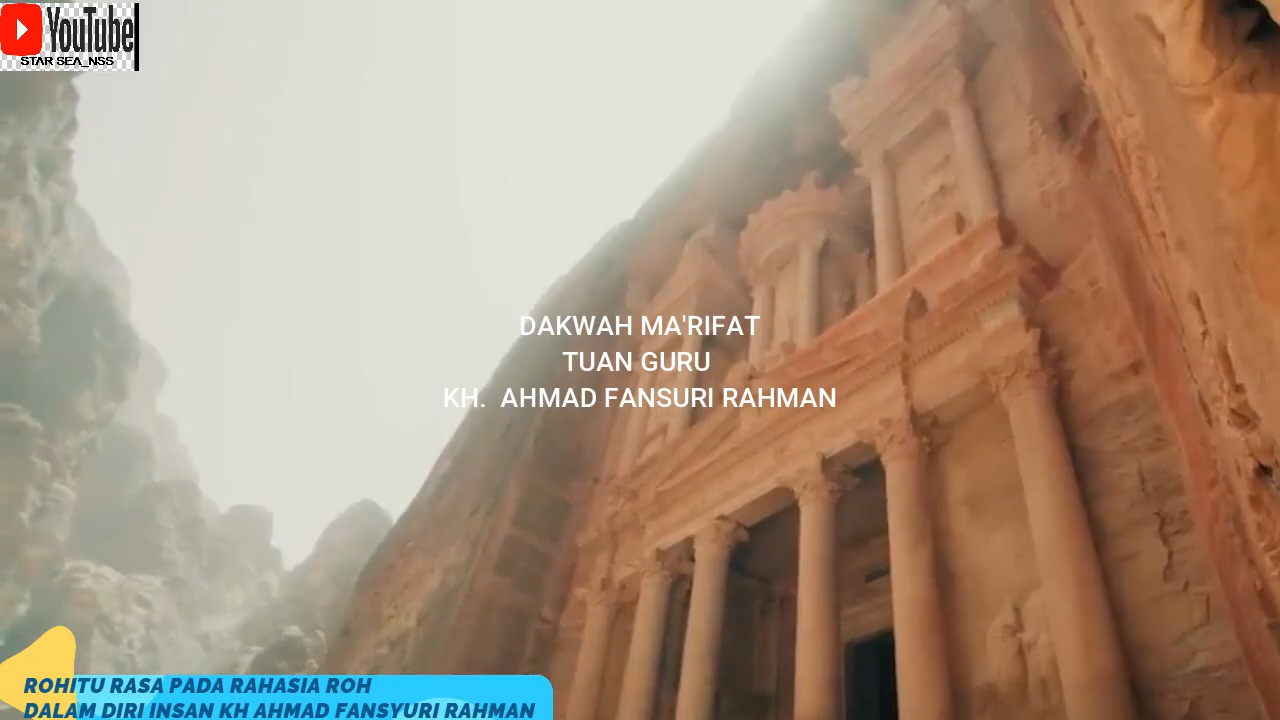 YouTube
STAR SEA_NSS
DAKWAH MA'RIFAT
TUAN GURU
KH. AHMAD FANSURI RAHMAN
ROHITU RASA PADA RAHASIA ROH
DALAM DIRI INSAN KH AHMAD FANSYURI RAHMAN